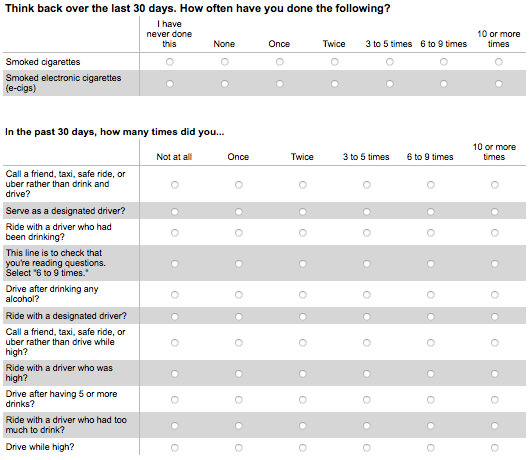 Think back over the last 30 days. How often have you done the following?
I have
never done
this
None
Once
Twice
3 to 5 times
6 to 9 times
10 or more
times
Smoked cigarettes
Smoked electronic cigarettes
(e-cigs)
In the past 30 days, how many times did you...
Not at all
Once
Twice
3 to 5 times
6 to 9 times
10 or more
times
Call a friend, taxi, safe ride, or
uber rather than drink and
drive?
Serve as a designated driver?
Ride with a driver who had
been drinking?
This line is to check that
you're reading questions.
Select "6 to 9 times."
Drive after drinking any
alcohol?
Ride with a designated driver?
Call a friend, taxi, safe ride, or
uber rather than drive while
high?
Ride with a driver who was
high?
Drive after having 5 or more
drinks?
Ride with a driver who had too
much to drink?
Drive while high?